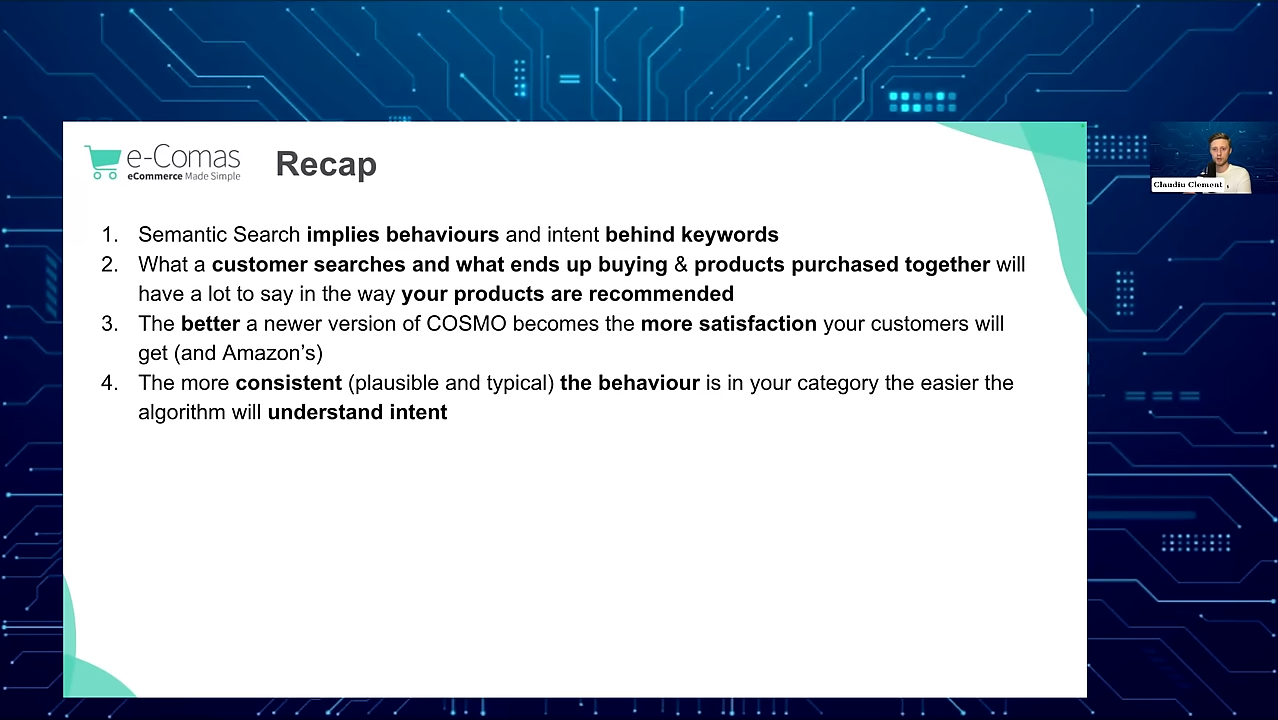 e-Comas
eCommerce Made Simple
Recap
Claudiu Clement
1. Semantic Search implies behaviours and intent behind keywords
2. What a customer searches and what ends up buying & products purchased together will
have a lot to say in the way your products are recommended
3. The better a newer version of COSMO becomes the more satisfaction your customers will
get (and Amazon's)
4. The more consistent (plausible and typical) the behaviour is in your category the easier the
algorithm will understand intent